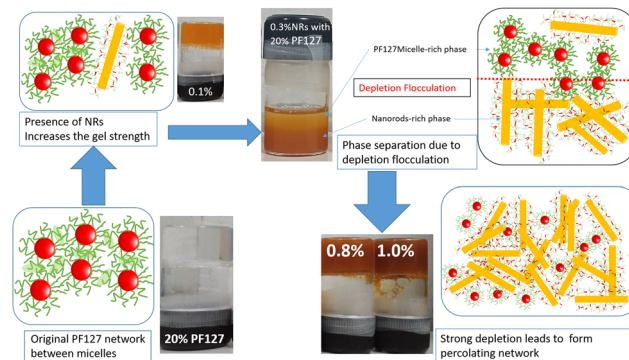 0.1%
Presence of NRs
Increases the gel strength
0.3%NRs with
20% PF127
PF127Micelle-rich phase
Depletion Flocculation
Nanorods-rich phase
Phase separation due to
depletion flocculation
Original PF127 network
between micelles
20% PF127
0.8%
1.0%
Strong depletion leads to form
percolating network